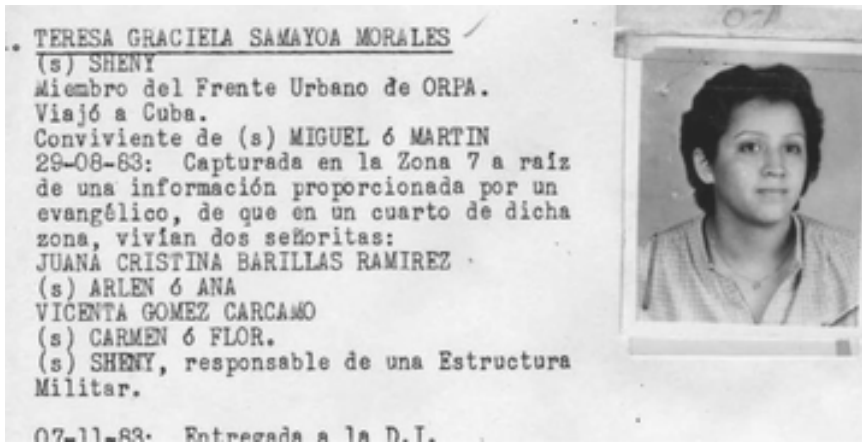 TERESA GRACIELA SAMAYOA MORALES
(s) SHENY
Miembro del Frente Urbano de ORPA.
Viajó a Cuba.
Conviviente de (s) MIGUEL ó MARTIN
29-08-83: Capturada en la Zona 7 a raíz
de una información proporcionada por un
evangélico, de que en un cuarto de dicha
zona, vivían dos señoritas:
JUANA CRISTINA BARILLAS RAMIREZ
(s) ARLEN ó ANA
VICENTA GOMEZ CARCAMO
(s) CARMEN ó FLOR.
(s) SHENY, responsable de una Estructura
Militar.
07-11-83: Entregada a la D.I.